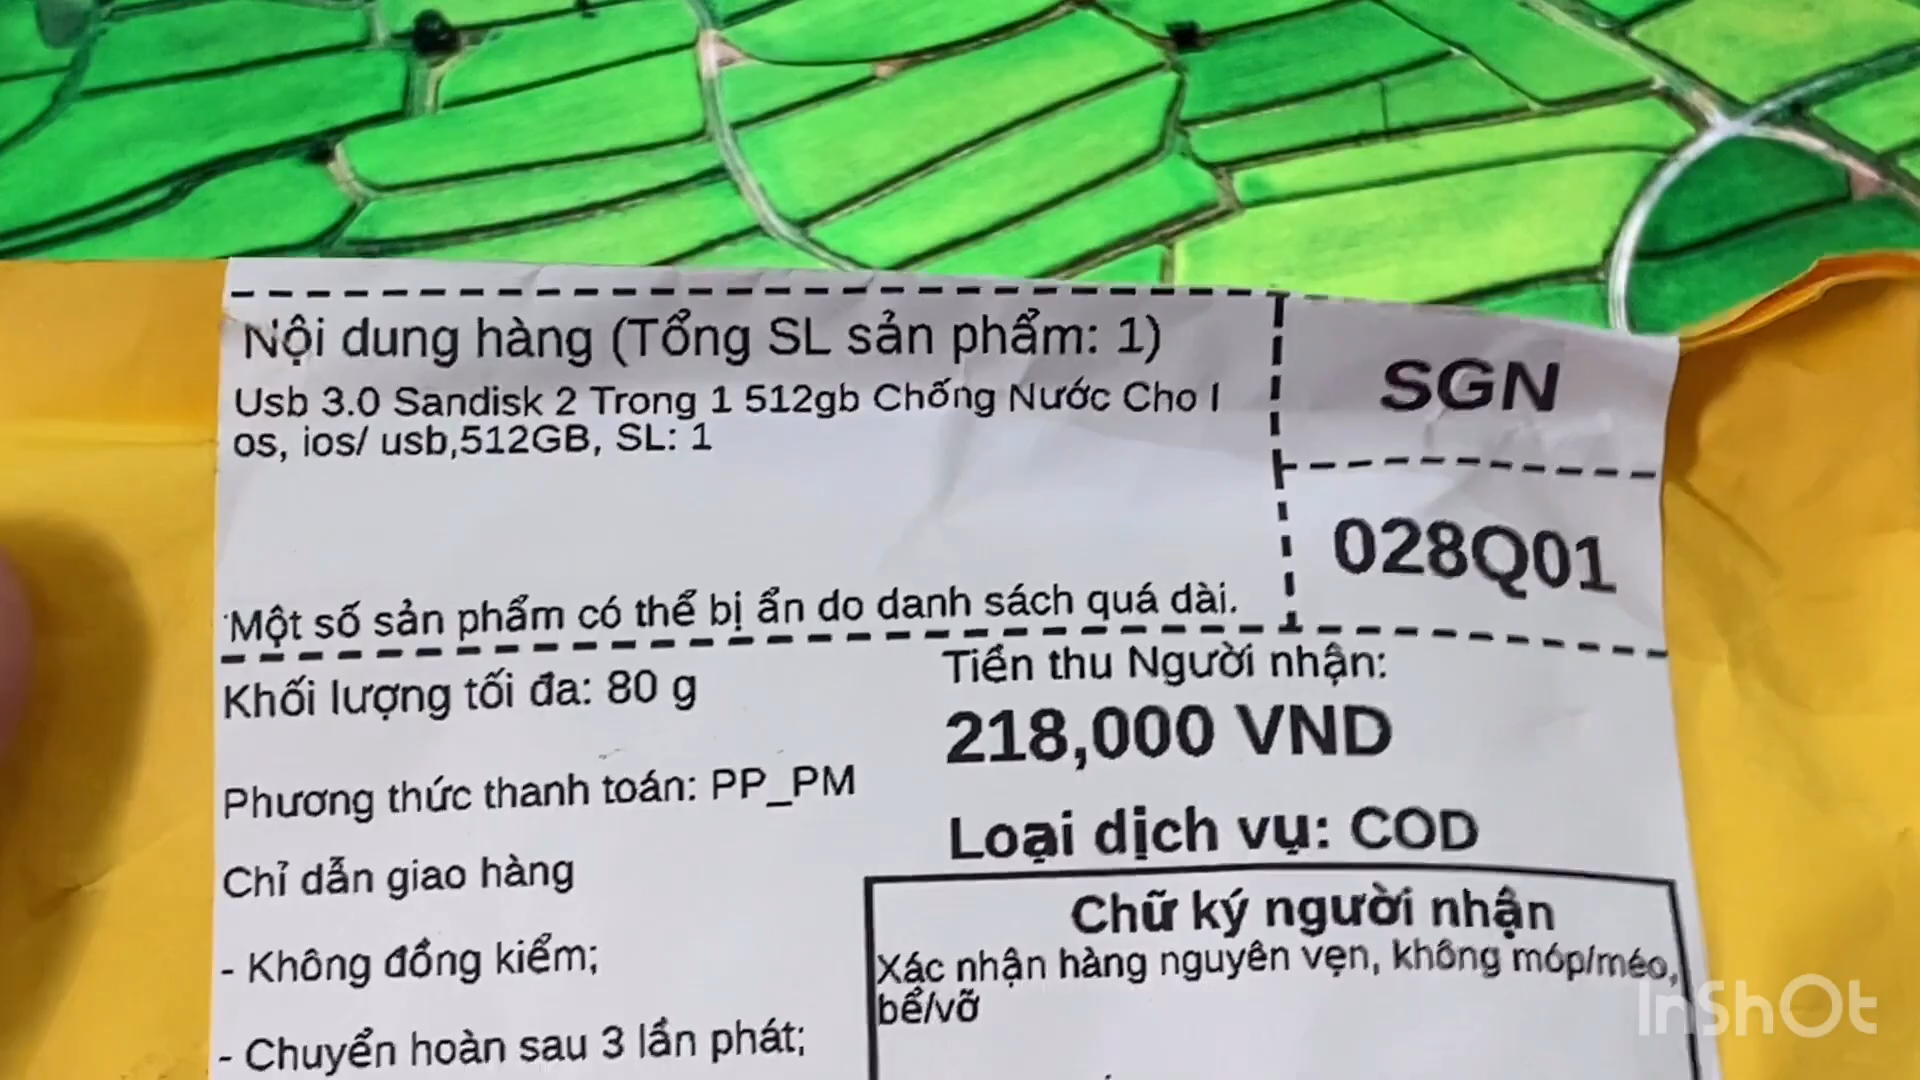 Nội dung hàng (Tổng SL sản phẩm: 1)
Usb 3.0 Sandisk 2 Trong 1 512gb Chống Nước Cho I
os, ios/ usb,512GB, SL: 1
SGN
028Q01
Một số sản phẩm có thể bị ẩn do danh sách quá dài.
Khối lượng tối đa: 80 g
Tiền thu Người nhận:
218,000 VND
Phương thức thanh toán: PP_PM
Loại dịch vụ: COD
Chỉ dẫn giao hàng
- Không đồng kiểm;
- Chuyển hoàn sau 3 lần phát;
Chữ ký người nhận
Xác nhận hàng nguyên vẹn, không móp/méo,
bể/vỡ
InShOt